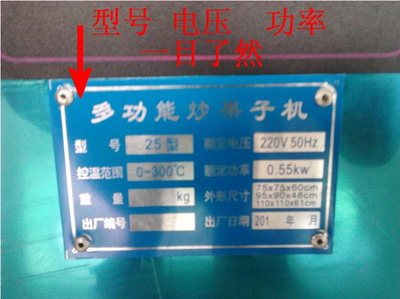 型号 电压 功率
一目了然
多功能炒果子机
型号 25型 额定电压 220V 50Hz
控温范围 0-300℃ 额定功率 0.55kw
重量 kg 外形尺寸 75x75x60cm
95x90x48cm
110x110x61cm
出厂编号 出厂日期 201 年 月